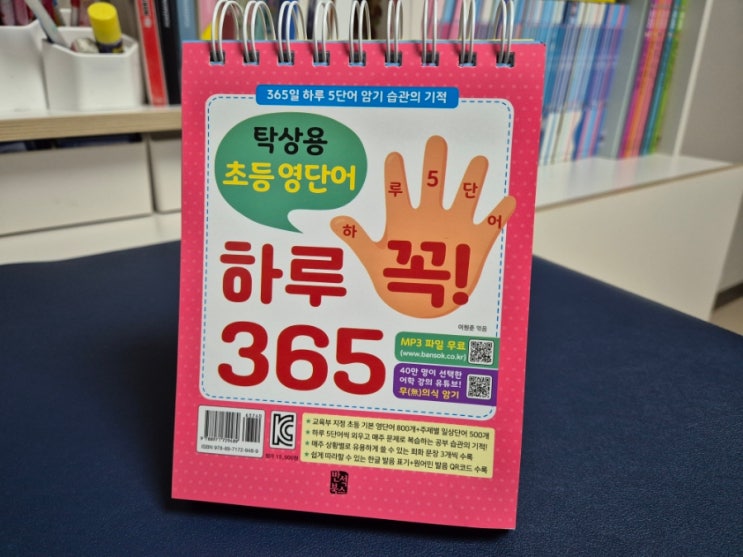 365일 하루 5단어 암기 습관의 기적
탁상용
초등 영단어
하루 5단어
하루 꼭!
365
이원준 엮음
MP3 파일 무료
(www.bansok.co.kr)
40만 명이 선택한
어학 강의 유튜브!
무(無)의식 암기
★ 교육부 지정 초등 기본 영단어 800개+주제별 일상단어 500개
★ 하루 5단어씩 외우고 매주 문제로 복습하는 공부 습관의 기적!
★ 매주 상황별로 유용하게 쓸 수 있는 회화 문장 3개씩 수록
★ 쉽게 따라할 수 있는 한글 발음 표기+원어민 발음 QR코드 수록
KC
반석
북스